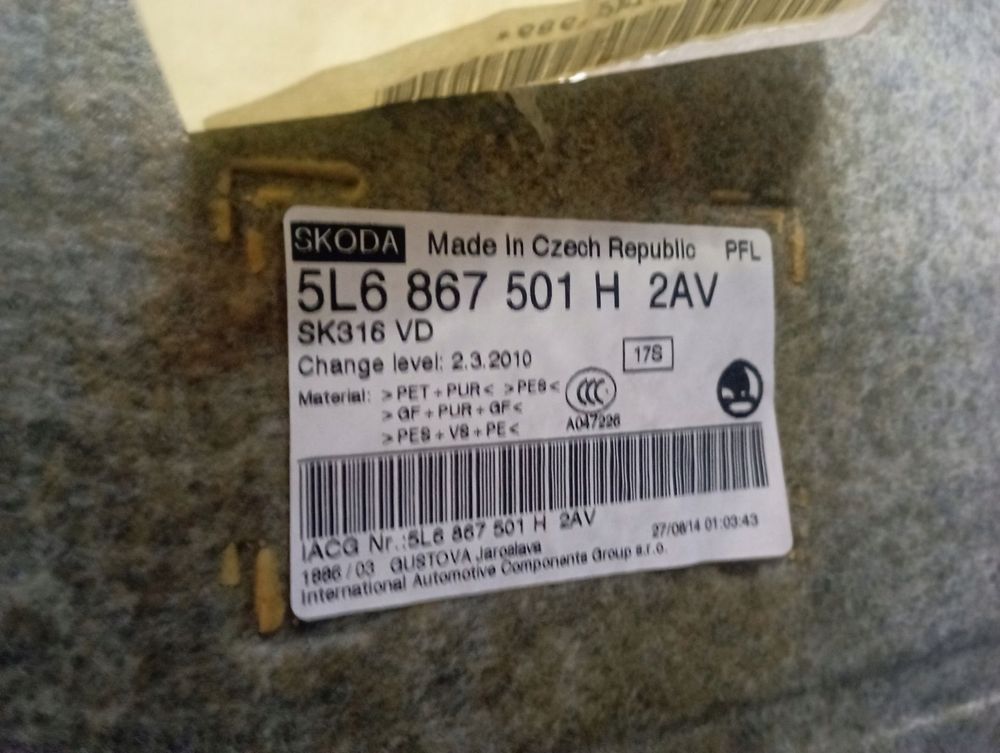 SKODA Made In Czech Republic PFL
5L6 867 501 H 2AV
SK316 VD
17S
Change level: 2.3.2010
Material: >PET+PUR< >PES<
>GF+PUR+GF<
>PES+VS+PE<
CCC
A047226
IACG Nr.:5L6 867 501 H 2AV 27/08/14 01:03:43
1886/03 GUSTOVA Jaroslava
International Automotive Components Group s.r.o.